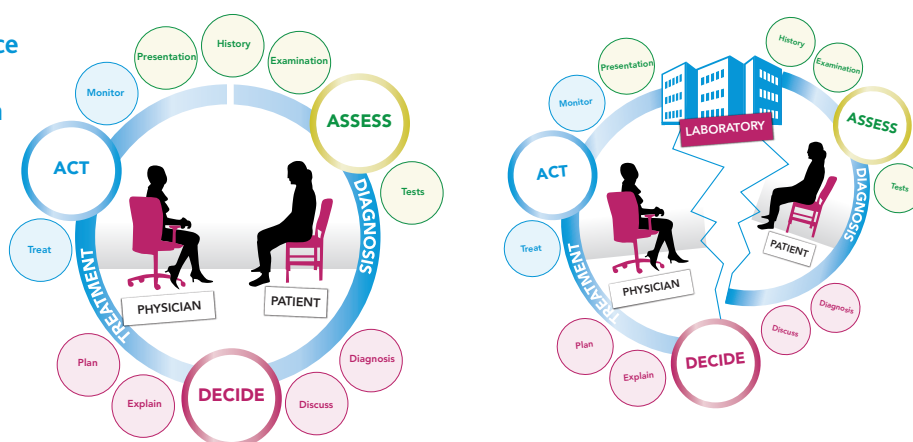 ce
Presentation
History
Examination
Monitor
ASSESS
ACT
Tests
DIAGNOSIS
Treat
TREATMENT
PHYSICIAN
PATIENT
Plan
Diagnosis
Explain
DECIDE
Discuss
History
Examination
Presentation
Monitor
LABORATORY
ASSESS
ACT
Tests
DIAGNOSIS
Treat
TREATMENT
PATIENT
PHYSICIAN
Diagnosis
Discuss
Plan
Explain
DECIDE